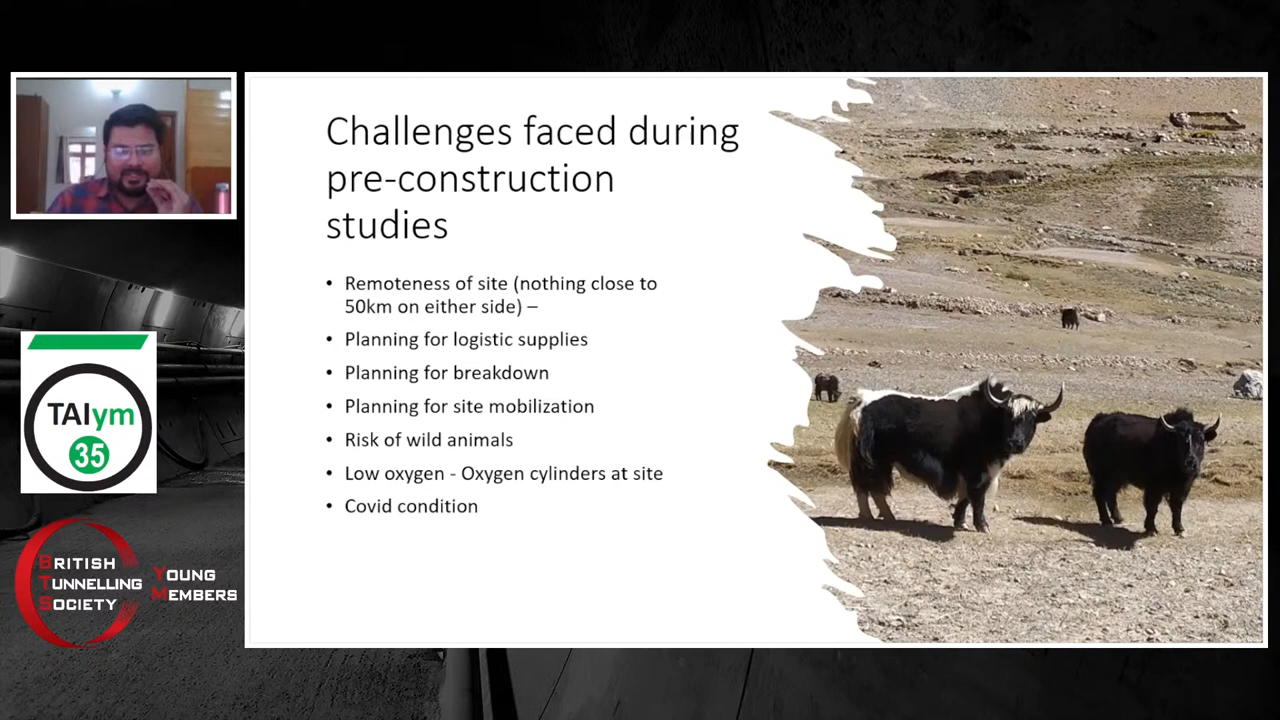 Challenges faced during
pre-construction
studies
• Remoteness of site (nothing close to
50km on either side) –
• Planning for logistic supplies
• Planning for breakdown
• Planning for site mobilization
• Risk of wild animals
• Low oxygen - Oxygen cylinders at site
• Covid condition
TAIym
35
BRITISH
TUNNELLING
SOCIETY
YOUNG
MEMBERS